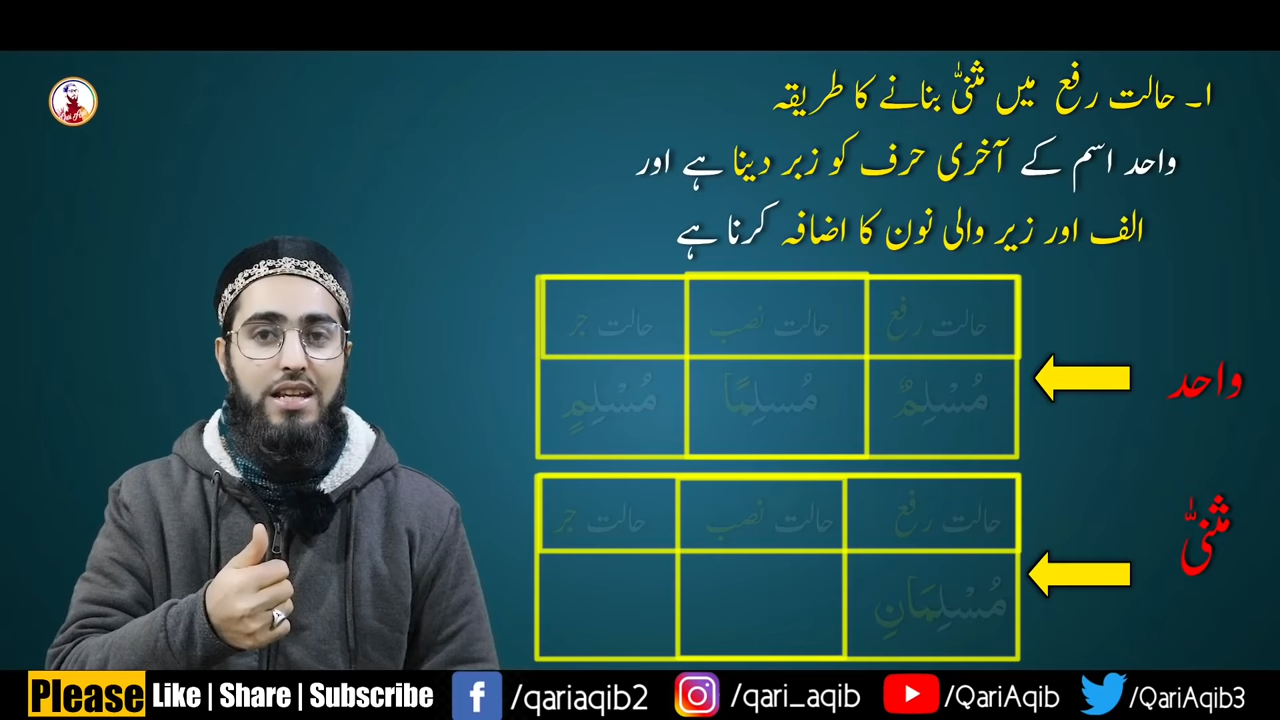 ۱۔ حالت رفع میں مثنیّٰ بنانے کا طریقہ
واحد اسم کے آخری حرف کو زبر دینا ہے اور
الف اور زیر والی نون کا اضافہ کرنا ہے
حالت رفع حالت نصب حالت جر
مُسْلِمٌ مُسْلِمًا مُسْلِمٍ
واحد
حالت رفع حالت نصب حالت جر
مُسْلِمَانِ
مثنیّٰ
Please Like | Share | Subscribe /qariaqib2 /qari_aqib /QariAqib /QariAqib3